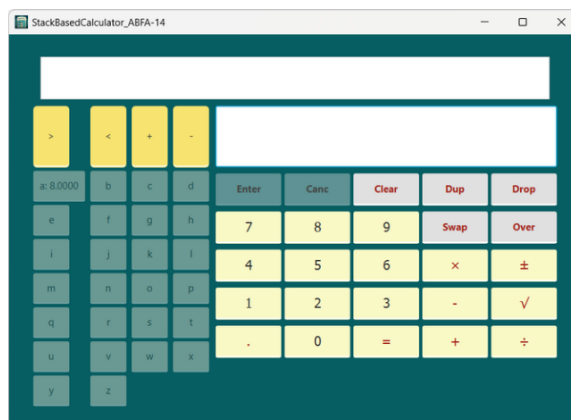 StackBasedCalculator_ABFA-14
> < + -
a: 8.0000 b c d Enter Canc Clear Dup Drop
e f g h 7 8 9 Swap Over
i j k l 4 5 6 × ±
m n o p 1 2 3 - √
q r s t . 0 = + ÷
u v w x
y z